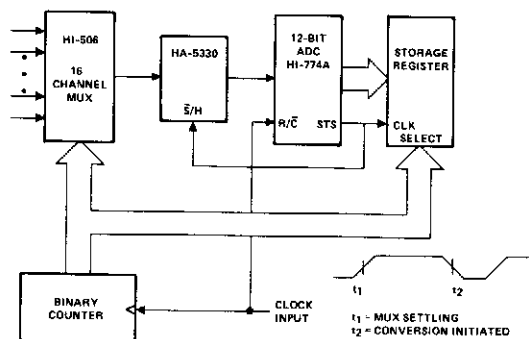 HI-506
16
CHANNEL
MUX
HA-5330
S̄/H
12-BIT
ADC
HI-774A
R/C̄
STS
STORAGE
REGISTER
CLK
SELECT
BINARY
COUNTER
CLOCK
INPUT
t1
t2
t1 = MUX SETTLING
t2 = CONVERSION INITIATED